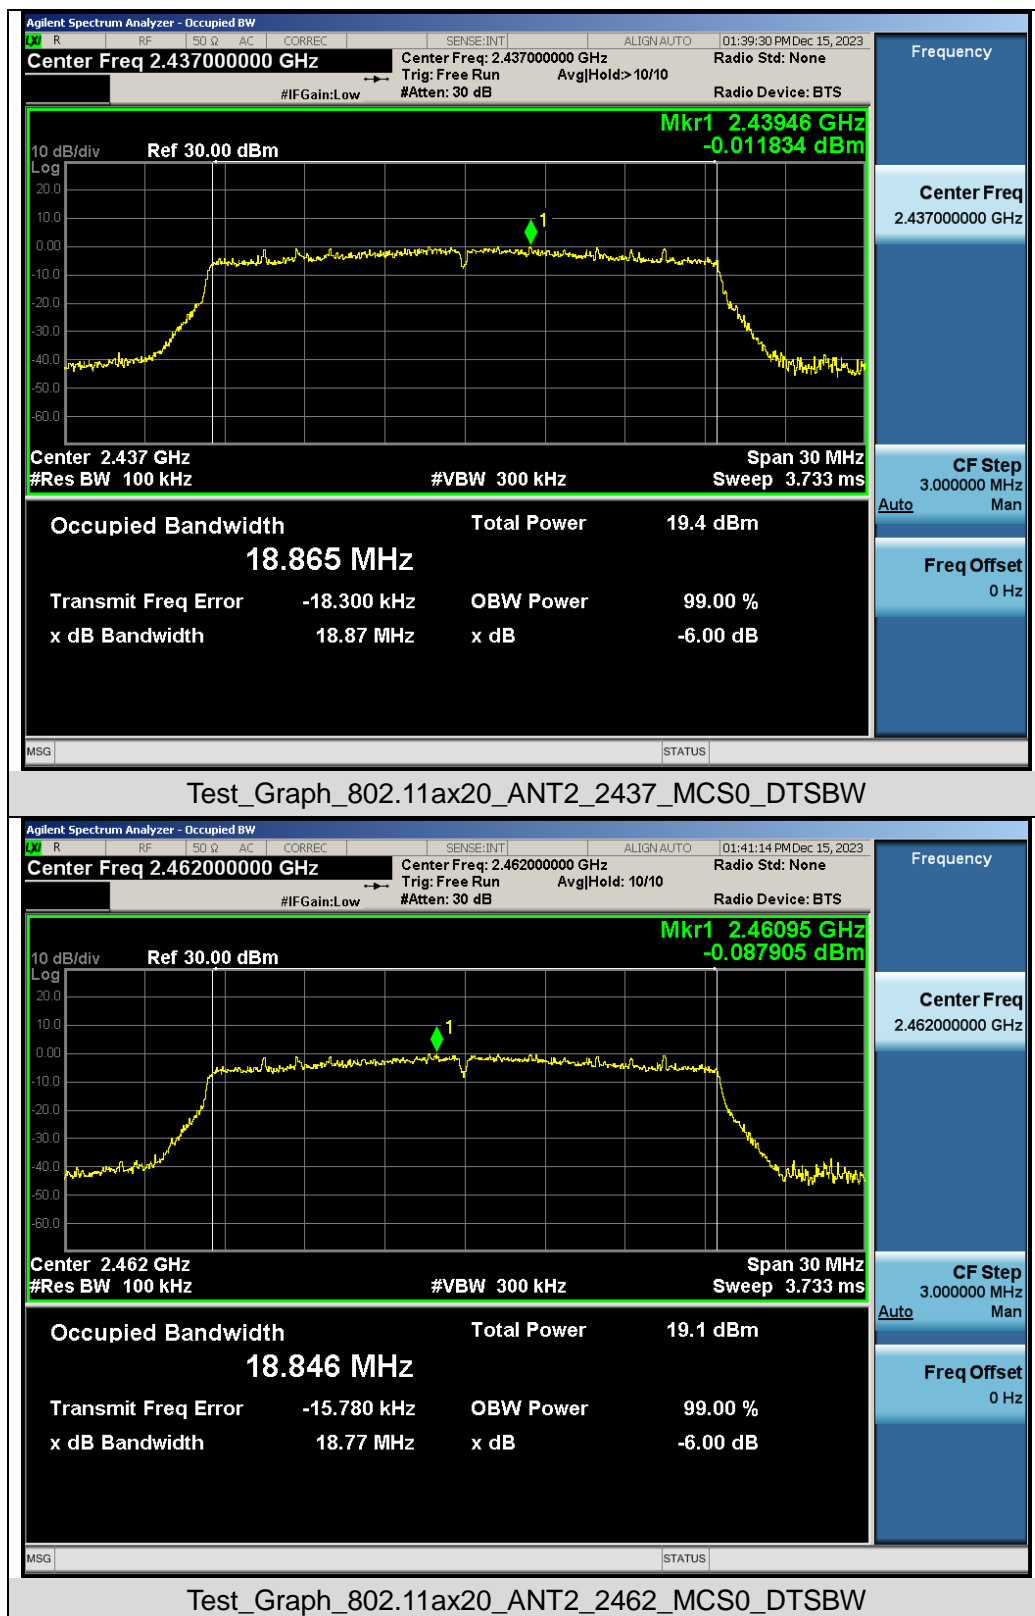 Agilent Spectrum Analyzer - Occupied BW
LXI R RF 50 Ω AC CORREC SENSE:INT ALIGN AUTO 01:39:30 PM Dec 15, 2023
Center Freq 2.437000000 GHz
Center Freq: 2.437000000 GHz Radio Std: None
Trig: Free Run Avg|Hold:> 10/10
#IFGain:Low #Atten: 30 dB Radio Device: BTS
Frequency
Mkr1 2.43946 GHz
-0.011834 dBm
10 dB/div Ref 30.00 dBm
Log
20.0
10.0
0.00
-10.0
-20.0
-30.0
-40.0
-50.0
-60.0
1
Center 2.437 GHz Span 30 MHz
#Res BW 100 kHz #VBW 300 kHz Sweep 3.733 ms
Center Freq
2.437000000 GHz
CF Step
3.000000 MHz
Auto Man
Freq Offset
0 Hz
Occupied Bandwidth Total Power 19.4 dBm
18.865 MHz
Transmit Freq Error -18.300 kHz OBW Power 99.00 %
x dB Bandwidth 18.87 MHz x dB -6.00 dB
MSG STATUS
Test_Graph_802.11ax20_ANT2_2437_MCS0_DTSBW
Agilent Spectrum Analyzer - Occupied BW
LXI R RF 50 Ω AC CORREC SENSE:INT ALIGN AUTO 01:41:14 PM Dec 15, 2023
Center Freq 2.462000000 GHz
Center Freq: 2.462000000 GHz Radio Std: None
Trig: Free Run Avg|Hold: 10/10
#IFGain:Low #Atten: 30 dB Radio Device: BTS
Frequency
Mkr1 2.46095 GHz
-0.087905 dBm
10 dB/div Ref 30.00 dBm
Log
20.0
10.0
0.00
-10.0
-20.0
-30.0
-40.0
-50.0
-60.0
1
Center 2.462 GHz Span 30 MHz
#Res BW 100 kHz #VBW 300 kHz Sweep 3.733 ms
Center Freq
2.462000000 GHz
CF Step
3.000000 MHz
Auto Man
Freq Offset
0 Hz
Occupied Bandwidth Total Power 19.1 dBm
18.846 MHz
Transmit Freq Error -15.780 kHz OBW Power 99.00 %
x dB Bandwidth 18.77 MHz x dB -6.00 dB
MSG STATUS
Test_Graph_802.11ax20_ANT2_2462_MCS0_DTSBW